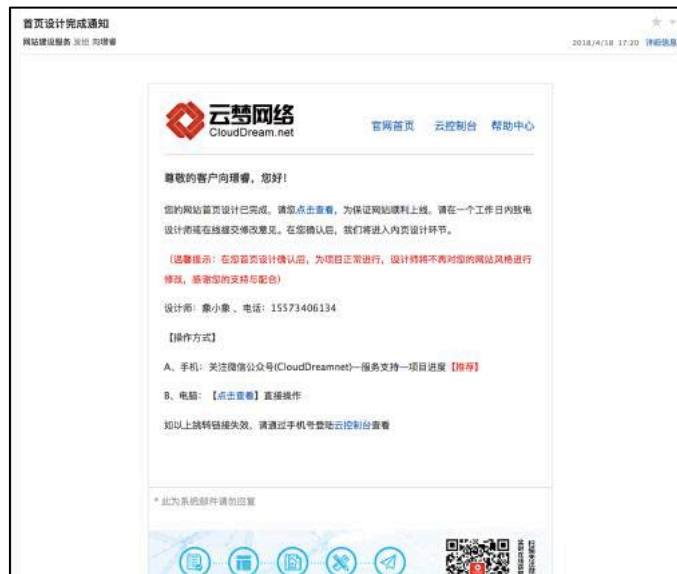 首页设计完成通知
网站建设服务 发给 向璟睿
2018/4/18 17:20 详细信息
云梦网络
CloudDream.net
官网首页 云控制台 帮助中心
尊敬的客户向璟睿，您好！
您的网站首页设计已完成。请您点击查看，为保证网站顺利上线。请在一个工作日内致电
设计师或在线提交修改意见。在您确认后，我们将进入内页设计环节。
（温馨提示：在您首页设计确认后，为项目正常进行，设计师将不再对您的网站风格进行
修改，感谢您的支持与配合）
设计师：象小象 、电话：15573406134
【操作方式】
A、手机：关注微信公众号(CloudDreamnet)—服务支持—项目进度【推荐】
B、电脑：【点击查看】直接操作
如以上跳转链接失效，请通过手机号登陆云控制台查看
* 此为系统邮件请勿回复